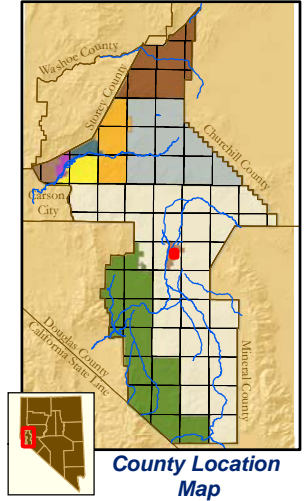 Washoe County
Storey County
Churchill County
Carson
City
Douglas County
California State Line
Mineral County
County Location
Map